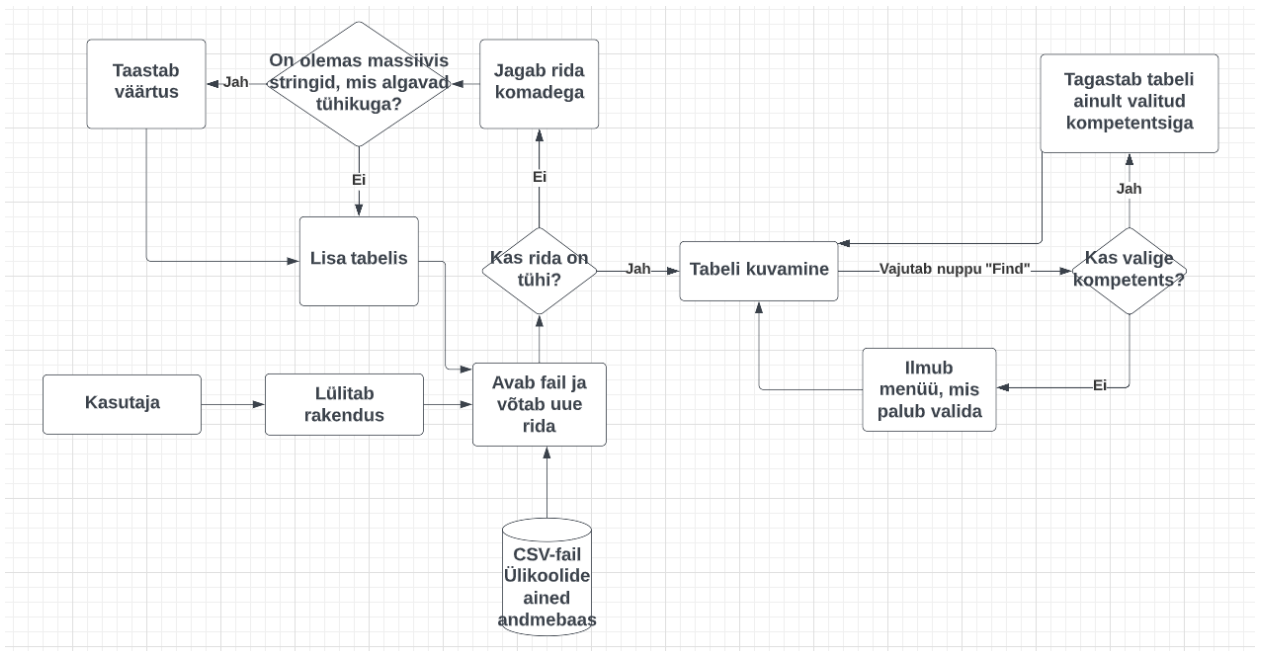 Taastab
väärtus
Jah
On olemas massiivis
stringid, mis algavad
tühikuga?
Jagab rida
komadega
Ei
Ei
Lisa tabelis
Kas rida on
tühi?
Jah
Tabeli kuvamine
Vajutab nuppu "Find"
Kas valige
kompetents?
Jah
Tagastab tabeli
ainult valitud
kompetentsiga
Ei
Ilmub
menüü, mis
palub valida
Kasutaja
Lülitab
rakendus
Avab fail ja
võtab uue
rida
CSV-fail
Ülikoolide
ained
andmebaas